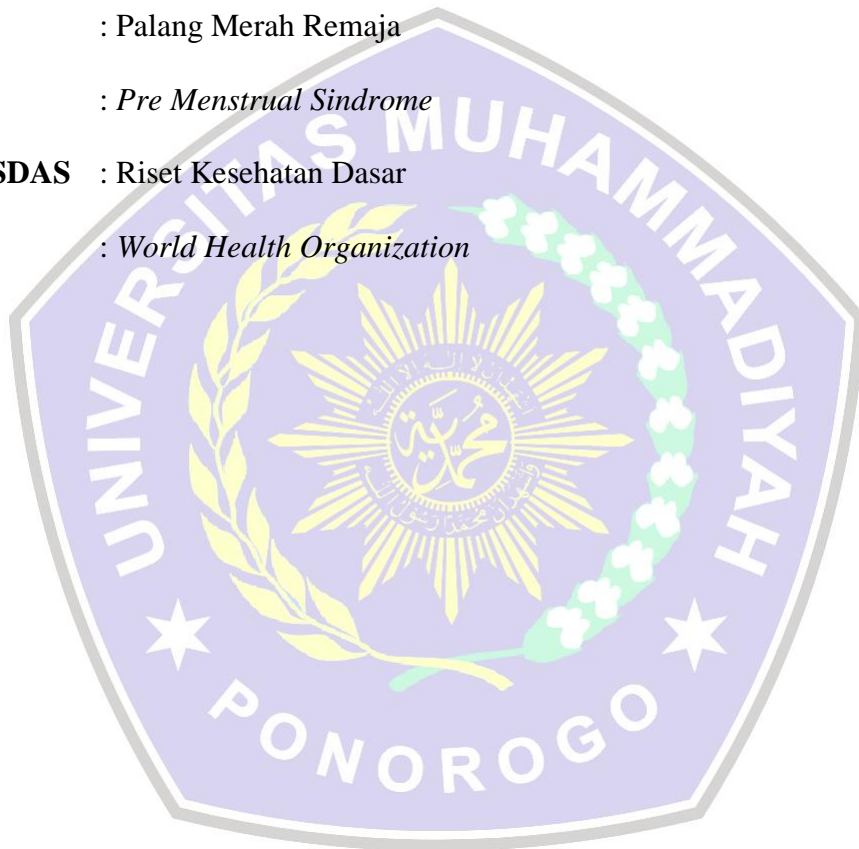 : Palang Merah Remaja
: Pre Menstrual Sindrome
SDAS : Riset Kesehatan Dasar
: World Health Organization
UNIVERSITAS MUHAMMADIYAH
PONOROGO